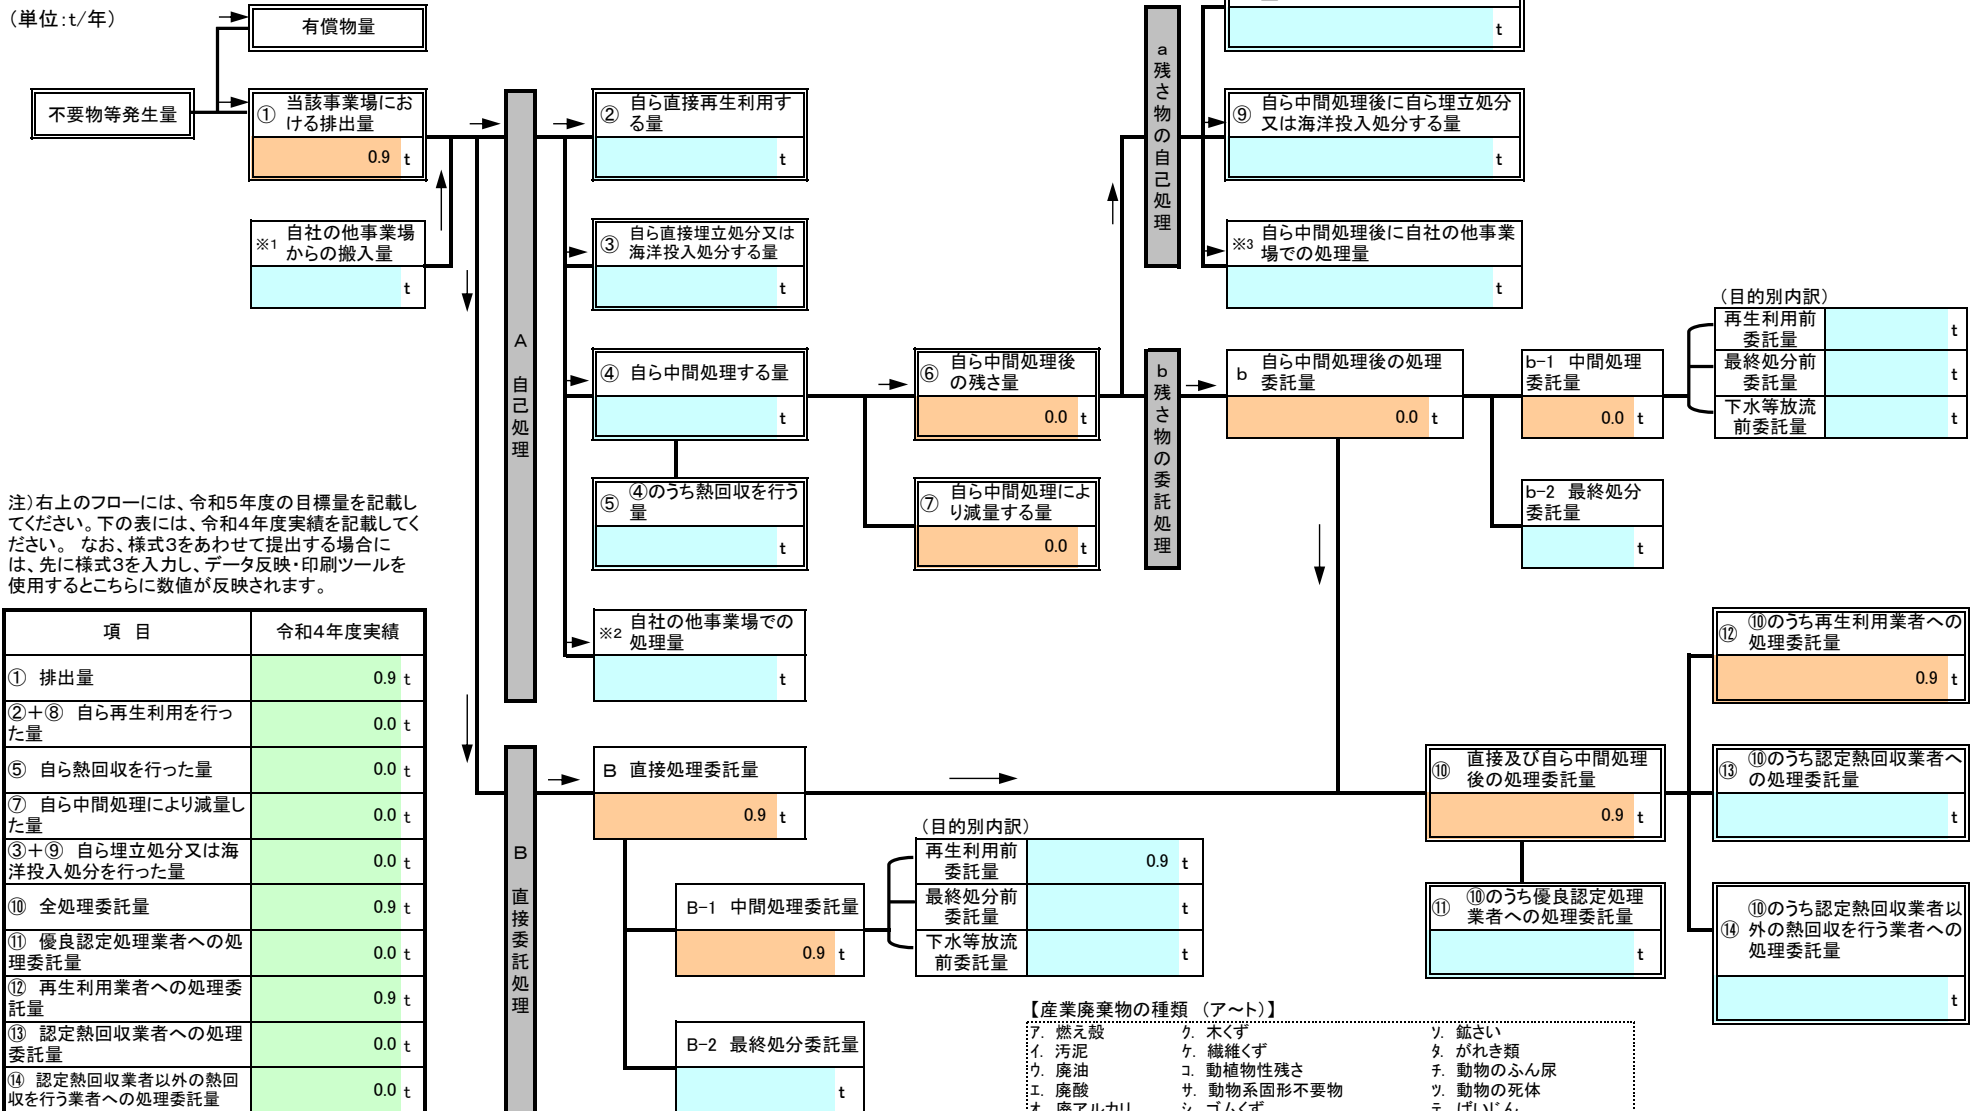 (単位:t/年)
有償物量
不要物等発生量
① 当該事業場にお
ける排出量
0.9 t
※1 自社の他事業場
からの搬入量
t
A 自己処理
② 自ら直接再生利用す
る量
t
③ 自ら直接埋立処分又は
海洋投入処分する量
t
④ 自ら中間処理する量
t
⑤ ④のうち熱回収を行う
量
t
※2 自社の他事業場での
処理量
t
⑥ 自ら中間処理後
の残さ量
0.0 t
⑦ 自ら中間処理によ
り減量する量
0.0 t
a 残さ物の自己処理
t
⑨ 自ら中間処理後に自ら埋立処分
又は海洋投入処分する量
t
※3 自ら中間処理後に自社の他事業
場での処理量
t
b 残さ物の委託処理
b 自ら中間処理後の処理
委託量
0.0 t
b-1 中間処理
委託量
0.0 t
b-2 最終処分
委託量
t
(目的別内訳)
再生利用前
委託量
t
最終処分前
委託量
t
下水等放流
前委託量
t
注)右上のフローには、令和5年度の目標量を記載し
てください。下の表には、令和4年度実績を記載してく
ださい。 なお、様式3をあわせて提出する場合に
は、先に様式3を入力し、データ反映・印刷ツールを
使用するとこちらに数値が反映されます。
項 目 令和4年度実績
① 排出量 0.9 t
②+⑧ 自ら再生利用を行っ
た量 0.0 t
⑤ 自ら熱回収を行った量 0.0 t
⑦ 自ら中間処理により減量し
た量 0.0 t
③+⑨ 自ら埋立処分又は海
洋投入処分を行った量 0.0 t
⑩ 全処理委託量 0.9 t
⑪ 優良認定処理業者への処
理委託量 0.0 t
⑫ 再生利用業者への処理委
託量 0.9 t
⑬ 認定熱回収業者への処理
委託量 0.0 t
⑭ 認定熱回収業者以外の熱回
収を行う業者への処理委託量 0.0 t
B 直接委託処理
B 直接処理委託量
0.9 t
B-1 中間処理委託量
0.9 t
B-2 最終処分委託量
t
(目的別内訳)
再生利用前
委託量
0.9 t
最終処分前
委託量
t
下水等放流
前委託量
t
⑩ 直接及び自ら中間処理
後の処理委託量
0.9 t
⑪ ⑩のうち優良認定処理
業者への処理委託量
t
⑫ ⑩のうち再生利用業者への
処理委託量
0.9 t
⑬ ⑩のうち認定熱回収業者へ
の処理委託量
t
⑭ ⑩のうち認定熱回収業者以
外の熱回収を行う業者への
処理委託量
t
【産業廃棄物の種類 (ア~ト)】
ア. 燃え殻 ク. 木くず ソ. 鉱さい
イ. 汚泥 ケ. 繊維くず タ. がれき類
ウ. 廃油 コ. 動植物性残さ チ. 動物のふん尿
エ. 廃酸 サ. 動物系固形不要物 ツ. 動物の死体
オ. 廃アルカリ シ. ゴムくず テ. ばいじん